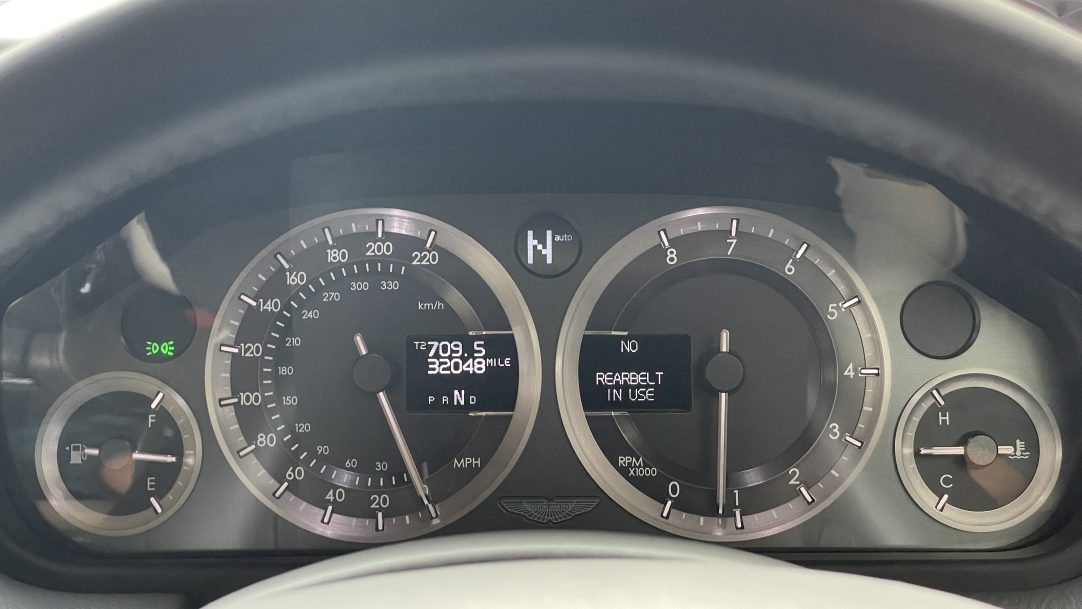 N auto
F
E
220
200
180
160
140
120
100
80
60
40
20
330
300
270
240
210
180
150
120
90
60
30
km/h
MPH
T2 709.5
32048 MILE
P R N D
ASTON MARTIN
NO
REARBELT
IN USE
RPM
X1000
0
1
2
3
4
5
6
7
8
H
C